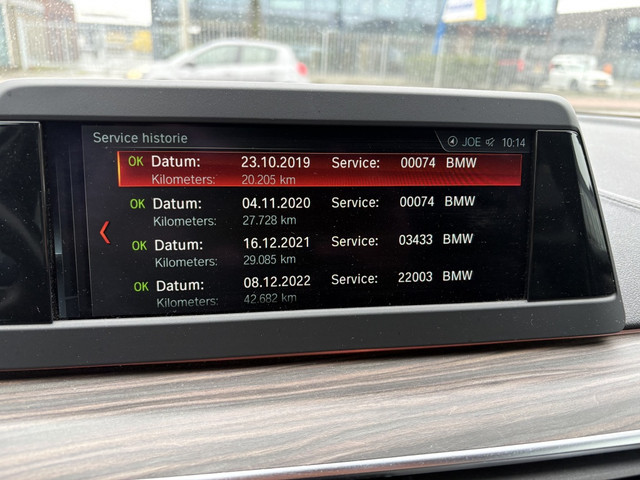 Service historie
JOE 10:14
OK Datum: 23.10.2019 Service: 00074 BMW
Kilometers: 20.205 km
OK Datum: 04.11.2020 Service: 00074 BMW
Kilometers: 27.728 km
OK Datum: 16.12.2021 Service: 03433 BMW
Kilometers: 29.085 km
OK Datum: 08.12.2022 Service: 22003 BMW
Kilometers: 42.682 km